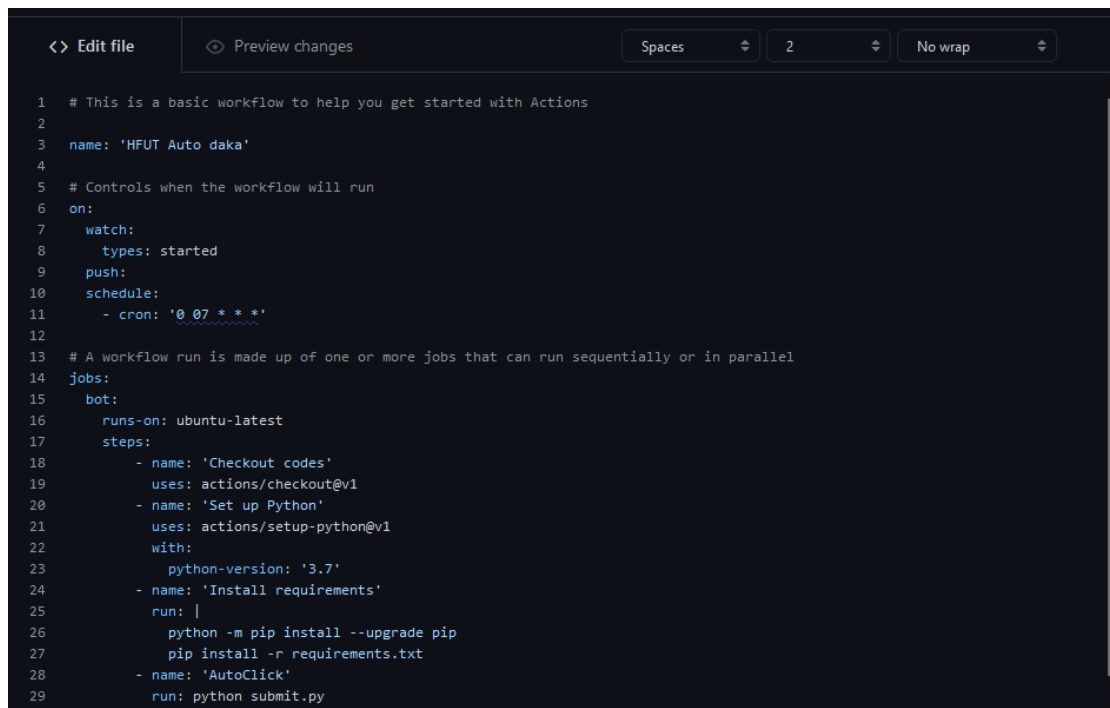 <> Edit file Preview changes Spaces 2 No wrap
1 # This is a basic workflow to help you get started with Actions
2
3 name: 'HFUT Auto daka'
4
5 # Controls when the workflow will run
6 on:
7   watch:
8     types: started
9   push:
10   schedule:
11     - cron: '0 07 * * *'
12
13 # A workflow run is made up of one or more jobs that can run sequentially or in parallel
14 jobs:
15   bot:
16     runs-on: ubuntu-latest
17     steps:
18         - name: 'Checkout codes'
19           uses: actions/checkout@v1
20         - name: 'Set up Python'
21           uses: actions/setup-python@v1
22           with:
23             python-version: '3.7'
24         - name: 'Install requirements'
25           run: |
26             python -m pip install --upgrade pip
27             pip install -r requirements.txt
28         - name: 'AutoClick'
29           run: python submit.py